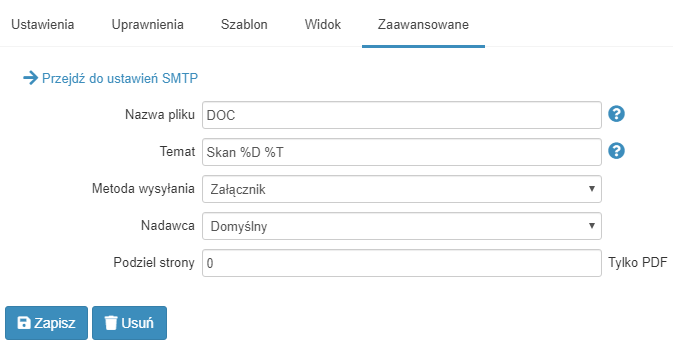 Ustawienia Uprawnienia Szablon Widok Zaawansowane
Przejdź do ustawień SMTP
Nazwa pliku DOC
Temat Skan %D %T
Metoda wysyłania Załącznik
Nadawca Domyślny
Podziel strony 0 Tylko PDF
Zapisz Usuń